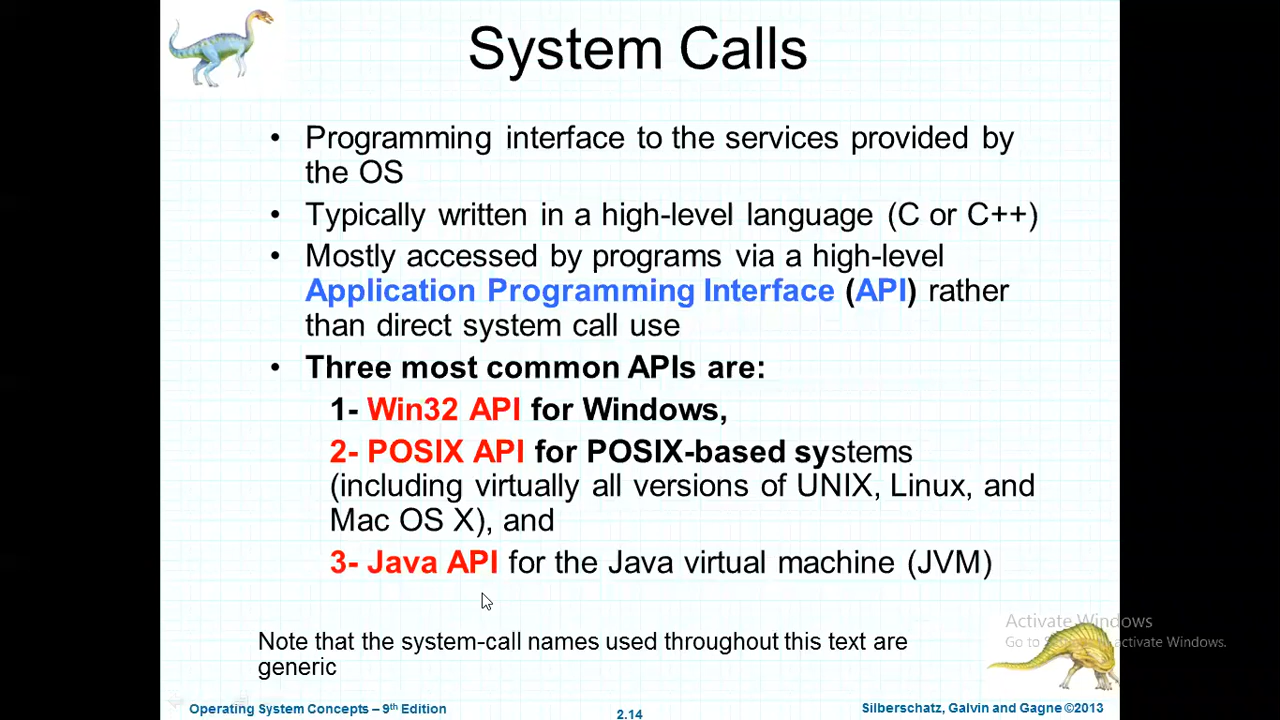 System Calls
• Programming interface to the services provided by
the OS
• Typically written in a high-level language (C or C++)
• Mostly accessed by programs via a high-level
Application Programming Interface (API) rather
than direct system call use
• Three most common APIs are:
1- Win32 API for Windows,
2- POSIX API for POSIX-based systems
(including virtually all versions of UNIX, Linux, and
Mac OS X), and
3- Java API for the Java virtual machine (JVM)
Note that the system-call names used throughout this text are
generic
Activate Windows
Go to activate Windows.
Operating System Concepts – 9th Edition
2.14
Silberschatz, Galvin and Gagne ©2013